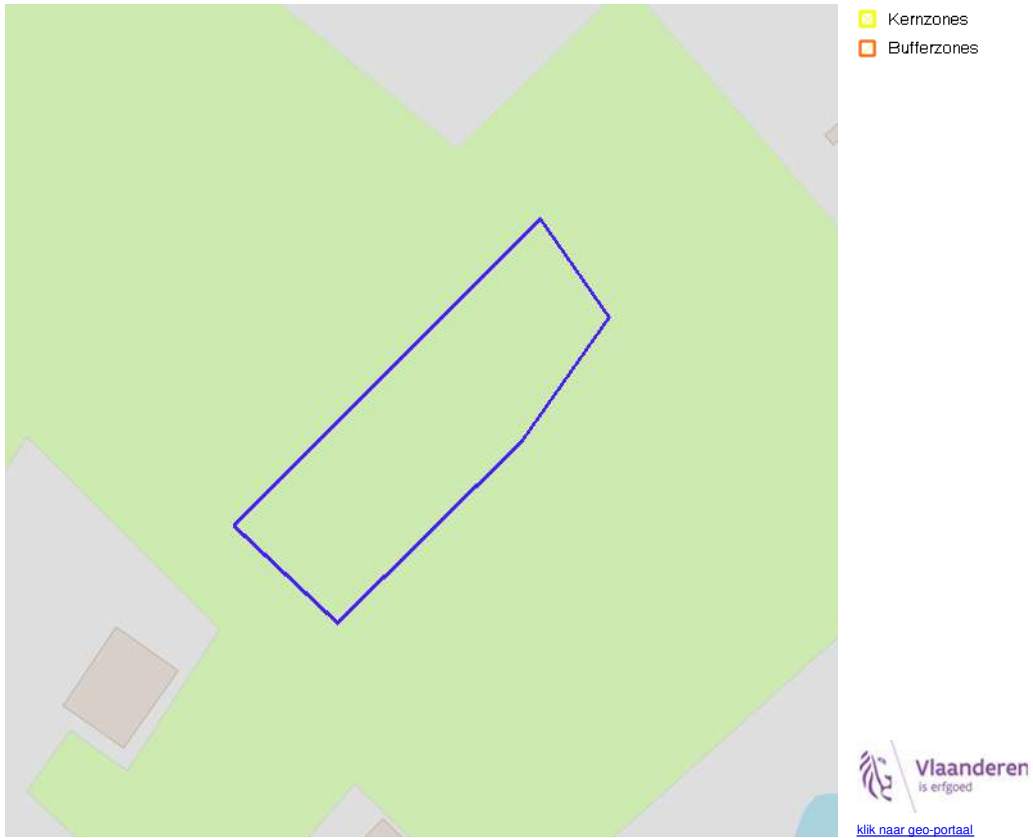 Kernzones
Bufferzones
Vlaanderen
is erfgoed
klik naar geo-portaal